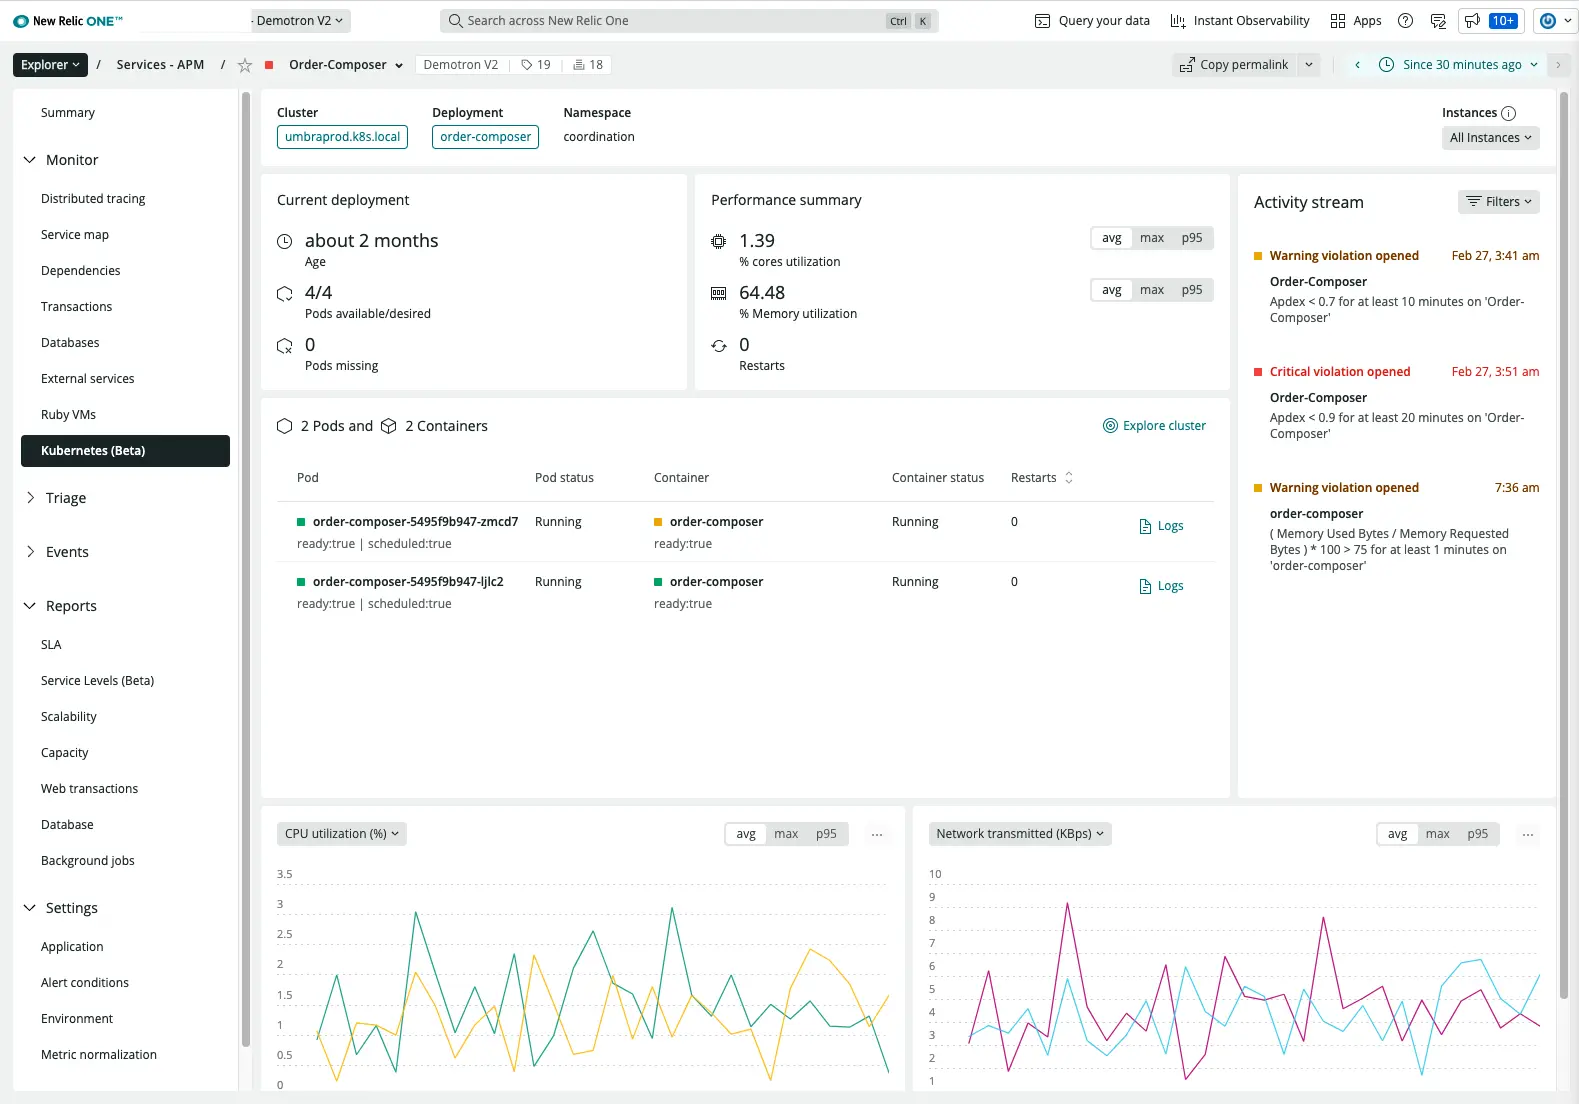 New Relic ONE™
- Demotron V2
Search across New Relic One
Ctrl K
Query your data
Instant Observability
Apps
10+
Explorer / Services - APM / Order-Composer
Demotron V2 | 19 | 18
Copy permalink
Since 30 minutes ago
Summary
Monitor
Distributed tracing
Service map
Dependencies
Transactions
Databases
External services
Ruby VMs
Kubernetes (Beta)
Triage
Events
Reports
SLA
Service Levels (Beta)
Scalability
Capacity
Web transactions
Database
Background jobs
Settings
Application
Alert conditions
Environment
Metric normalization
Cluster
umbraprod.k8s.local
Deployment
order-composer
Namespace
coordination
Instances
All Instances
Current deployment
about 2 months
Age
4/4
Pods available/desired
0
Pods missing
Performance summary
1.39
% cores utilization
avg max p95
64.48
% Memory utilization
avg max p95
0
Restarts
Activity stream
Filters
Warning violation opened Feb 27, 3:41 am
Order-Composer
Apdex < 0.7 for at least 10 minutes on 'Order-
Composer'
Critical violation opened Feb 27, 3:51 am
Order-Composer
Apdex < 0.9 for at least 20 minutes on 'Order-
Composer'
Warning violation opened 7:36 am
order-composer
( Memory Used Bytes / Memory Requested
Bytes ) * 100 > 75 for at least 1 minutes on
'order-composer'
2 Pods and 2 Containers
Explore cluster
Pod Pod status Container Container status Restarts
order-composer-5495f9b947-zmcd7 Running order-composer Running 0 Logs
ready:true | scheduled:true ready:true
order-composer-5495f9b947-ljlc2 Running order-composer Running 0 Logs
ready:true | scheduled:true ready:true
CPU utilization (%)
avg max p95
...
3.5
3
2.5
2
1.5
1
0.5
0
Network transmitted (KBps)
avg max p95
...
10
9
8
7
6
5
4
3
2
1